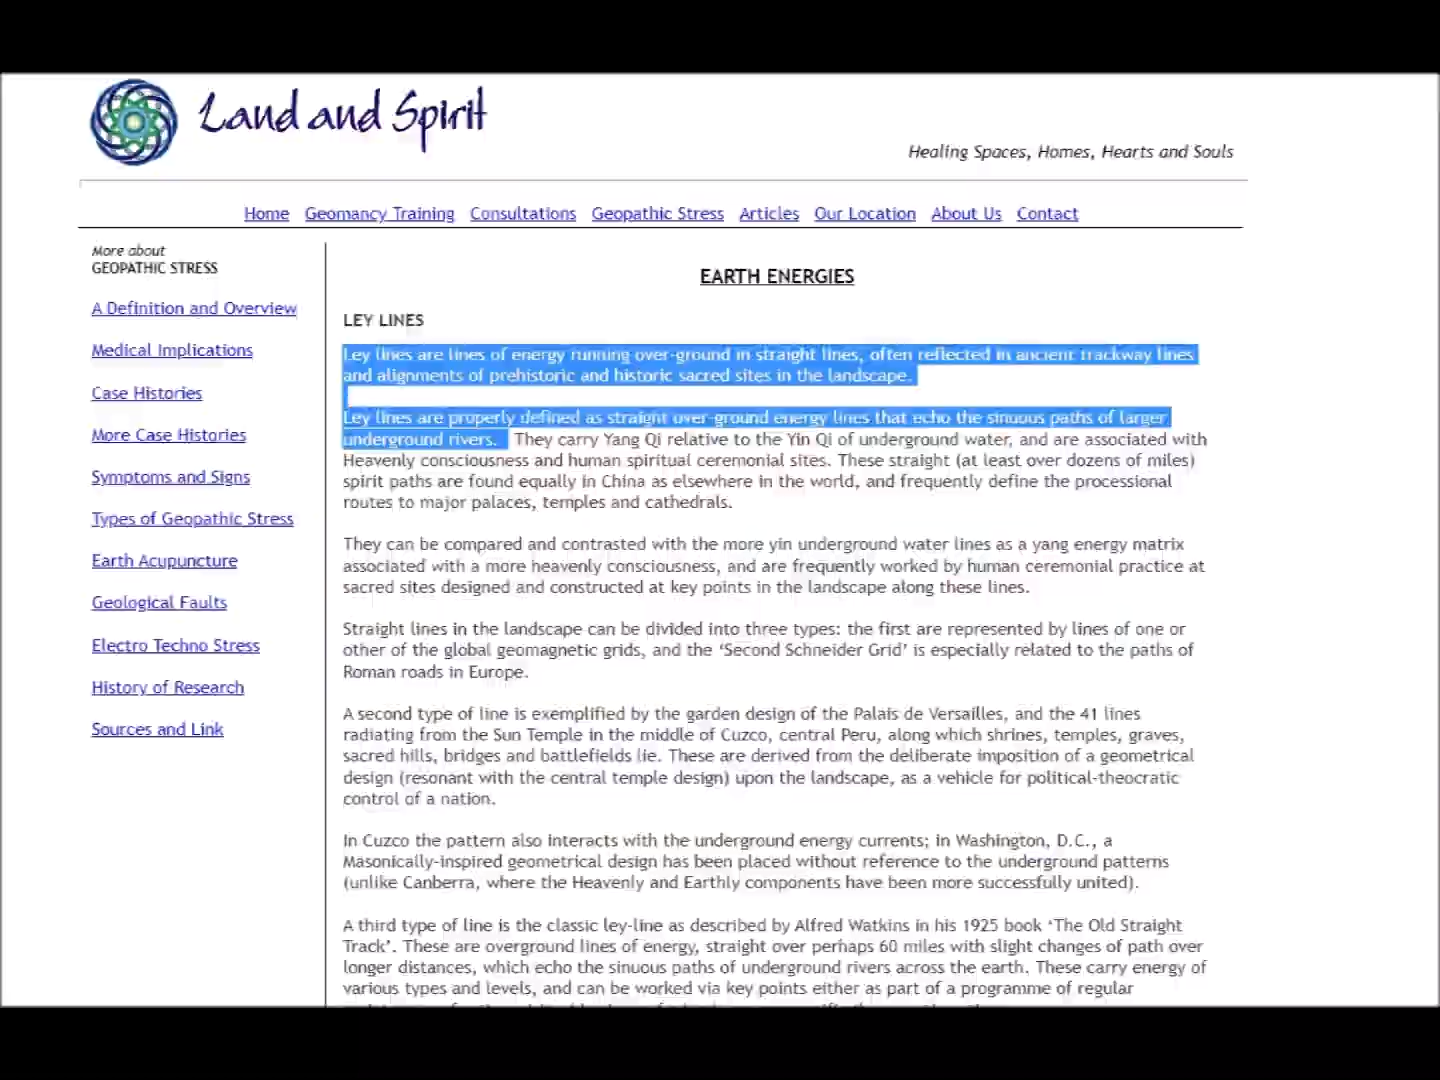 Land and Spirit
Healing Spaces, Homes, Hearts and Souls
Home Geomancy Training Consultations Geopathic Stress Articles Our Location About Us Contact
More about
GEOPATHIC STRESS
A Definition and Overview
Medical Implications
Case Histories
More Case Histories
Symptoms and Signs
Types of Geopathic Stress
Earth Acupuncture
Geological Faults
Electro Techno Stress
History of Research
Sources and Link
EARTH ENERGIES
LEY LINES
Ley lines are lines of energy running over-ground in straight lines, often reflected in ancient trackway lines
and alignments of prehistoric and historic sacred sites in the landscape.
Ley lines are properly defined as straight over-ground energy lines that echo the sinuous paths of larger
underground rivers. They carry Yang Qi relative to the Yin Qi of underground water, and are associated with
Heavenly consciousness and human spiritual ceremonial sites. These straight (at least over dozens of miles)
spirit paths are found equally in China as elsewhere in the world, and frequently define the processional
routes to major palaces, temples and cathedrals.
They can be compared and contrasted with the more yin underground water lines as a yang energy matrix
associated with a more heavenly consciousness, and are frequently worked by human ceremonial practice at
sacred sites designed and constructed at key points in the landscape along these lines.
Straight lines in the landscape can be divided into three types: the first are represented by lines of one or
other of the global geomagnetic grids, and the ‘Second Schneider Grid’ is especially related to the paths of
Roman roads in Europe.
A second type of line is exemplified by the garden design of the Palais de Versailles, and the 41 lines
radiating from the Sun Temple in the middle of Cuzco, central Peru, along which shrines, temples, graves,
sacred hills, bridges and battlefields lie. These are derived from the deliberate imposition of a geometrical
design (resonant with the central temple design) upon the landscape, as a vehicle for political-theocratic
control of a nation.
In Cuzco the pattern also interacts with the underground energy currents; in Washington, D.C., a
Masonically-inspired geometrical design has been placed without reference to the underground patterns
(unlike Canberra, where the Heavenly and Earthly components have been more successfully united).
A third type of line is the classic ley-line as described by Alfred Watkins in his 1925 book ‘The Old Straight
Track’. These are overground lines of energy, straight over perhaps 60 miles with slight changes of path over
longer distances, which echo the sinuous paths of underground rivers across the earth. These carry energy of
various types and levels, and can be worked via key points either as part of a programme of regular